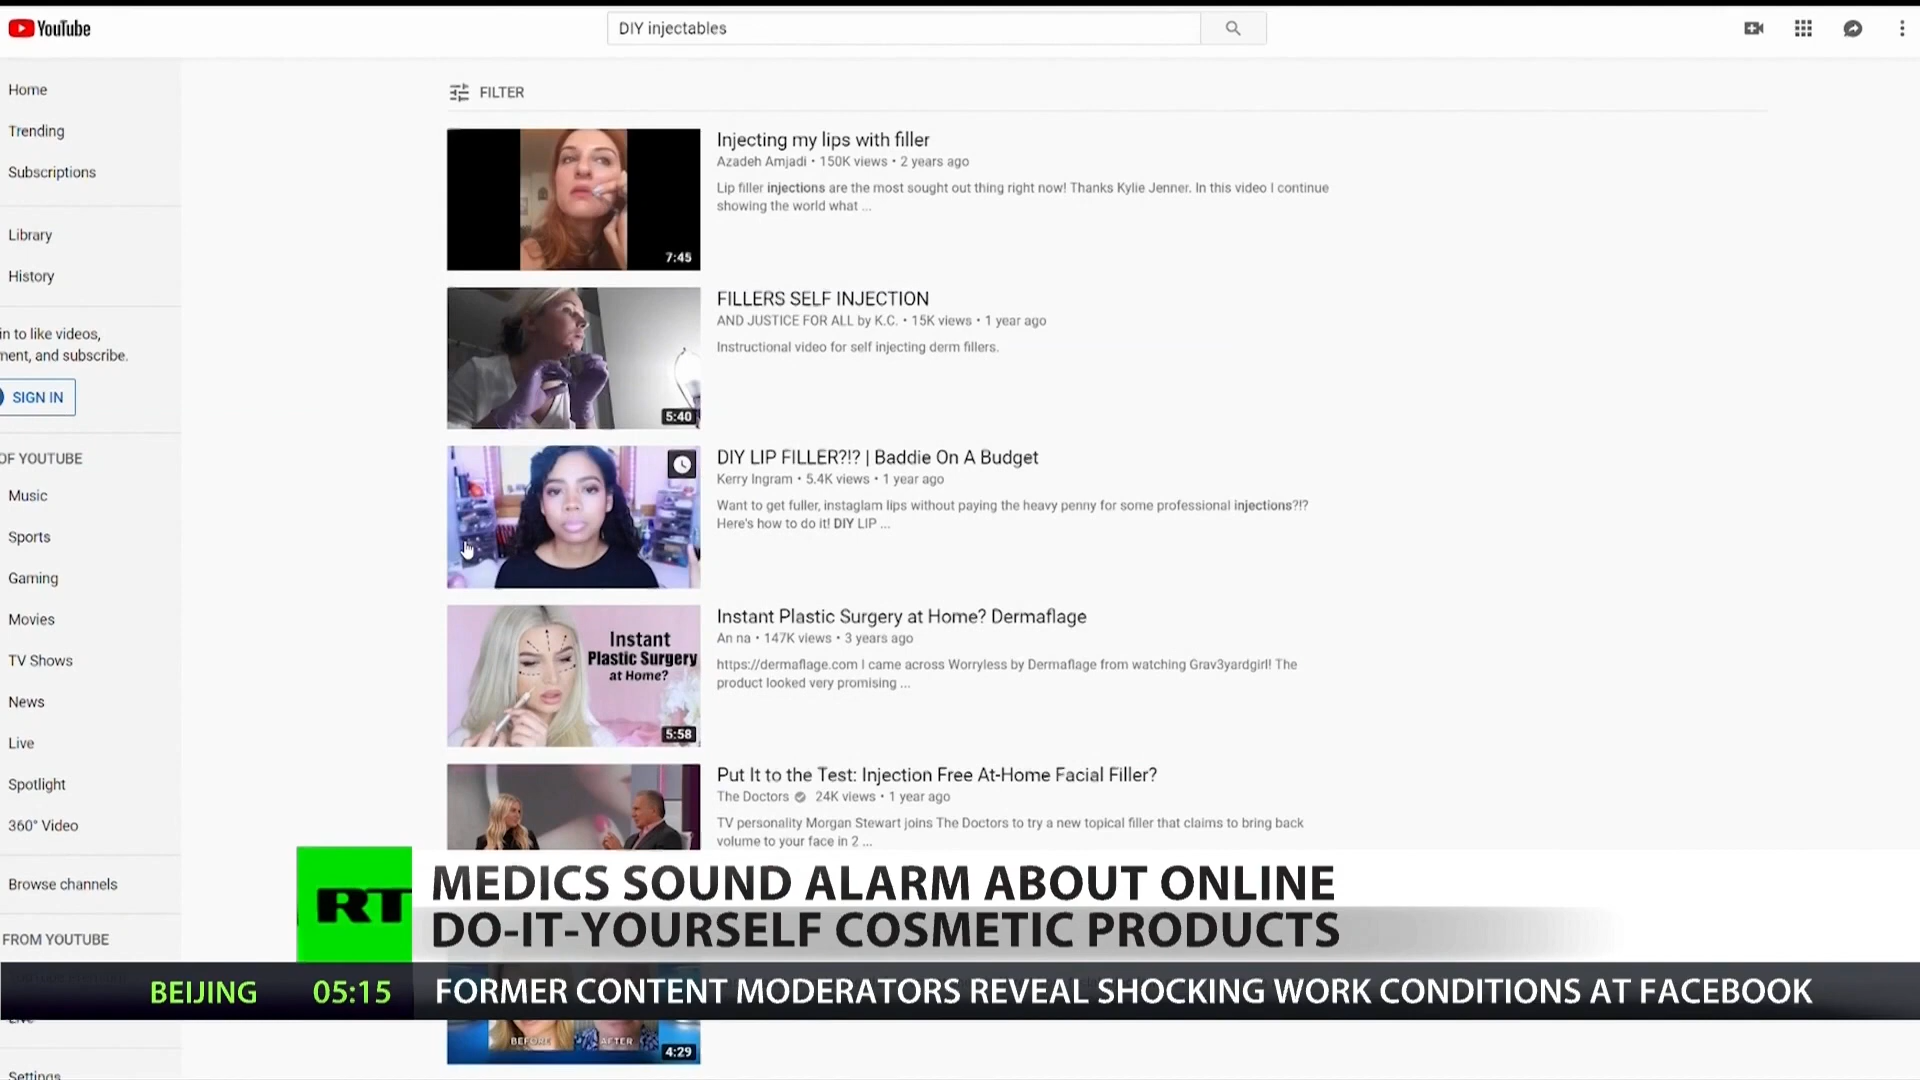 YouTube
DIY injectables
Home
Trending
Subscriptions
Library
History
in to like videos,
ment, and subscribe.
SIGN IN
OF YOUTUBE
Music
Sports
Gaming
Movies
TV Shows
News
Live
Spotlight
360° Video
Browse channels
FROM YOUTUBE
Settings
FILTER
Injecting my lips with filler
Azadeh Amjadi • 150K views • 2 years ago
Lip filler injections are the most sought out thing right now! Thanks Kylie Jenner. In this video I continue
showing the world what ...
7:45
FILLERS SELF INJECTION
AND JUSTICE FOR ALL by K.C. • 15K views • 1 year ago
Instructional video for self injecting derm fillers.
5:40
DIY LIP FILLER?!? | Baddie On A Budget
Kerry Ingram • 5.4K views • 1 year ago
Want to get fuller, instaglam lips without paying the heavy penny for some professional injections?!?
Here's how to do it! DIY LIP ...
Instant Plastic Surgery at Home? Dermaflage
An na • 147K views • 3 years ago
https://dermaflage.com I came across Worryless by Dermaflage from watching Grav3yardgirl! The
product looked very promising ...
Instant
Plastic Surgery
at Home?
5:58
Put It to the Test: Injection Free At-Home Facial Filler?
The Doctors 24K views • 1 year ago
TV personality Morgan Stewart joins The Doctors to try a new topical filler that claims to bring back
volume to your face in 2 ...
RT
MEDICS SOUND ALARM ABOUT ONLINE
DO-IT-YOURSELF COSMETIC PRODUCTS
BEIJING 05:15 FORMER CONTENT MODERATORS REVEAL SHOCKING WORK CONDITIONS AT FACEBOOK
BEFORE AFTER
4:29